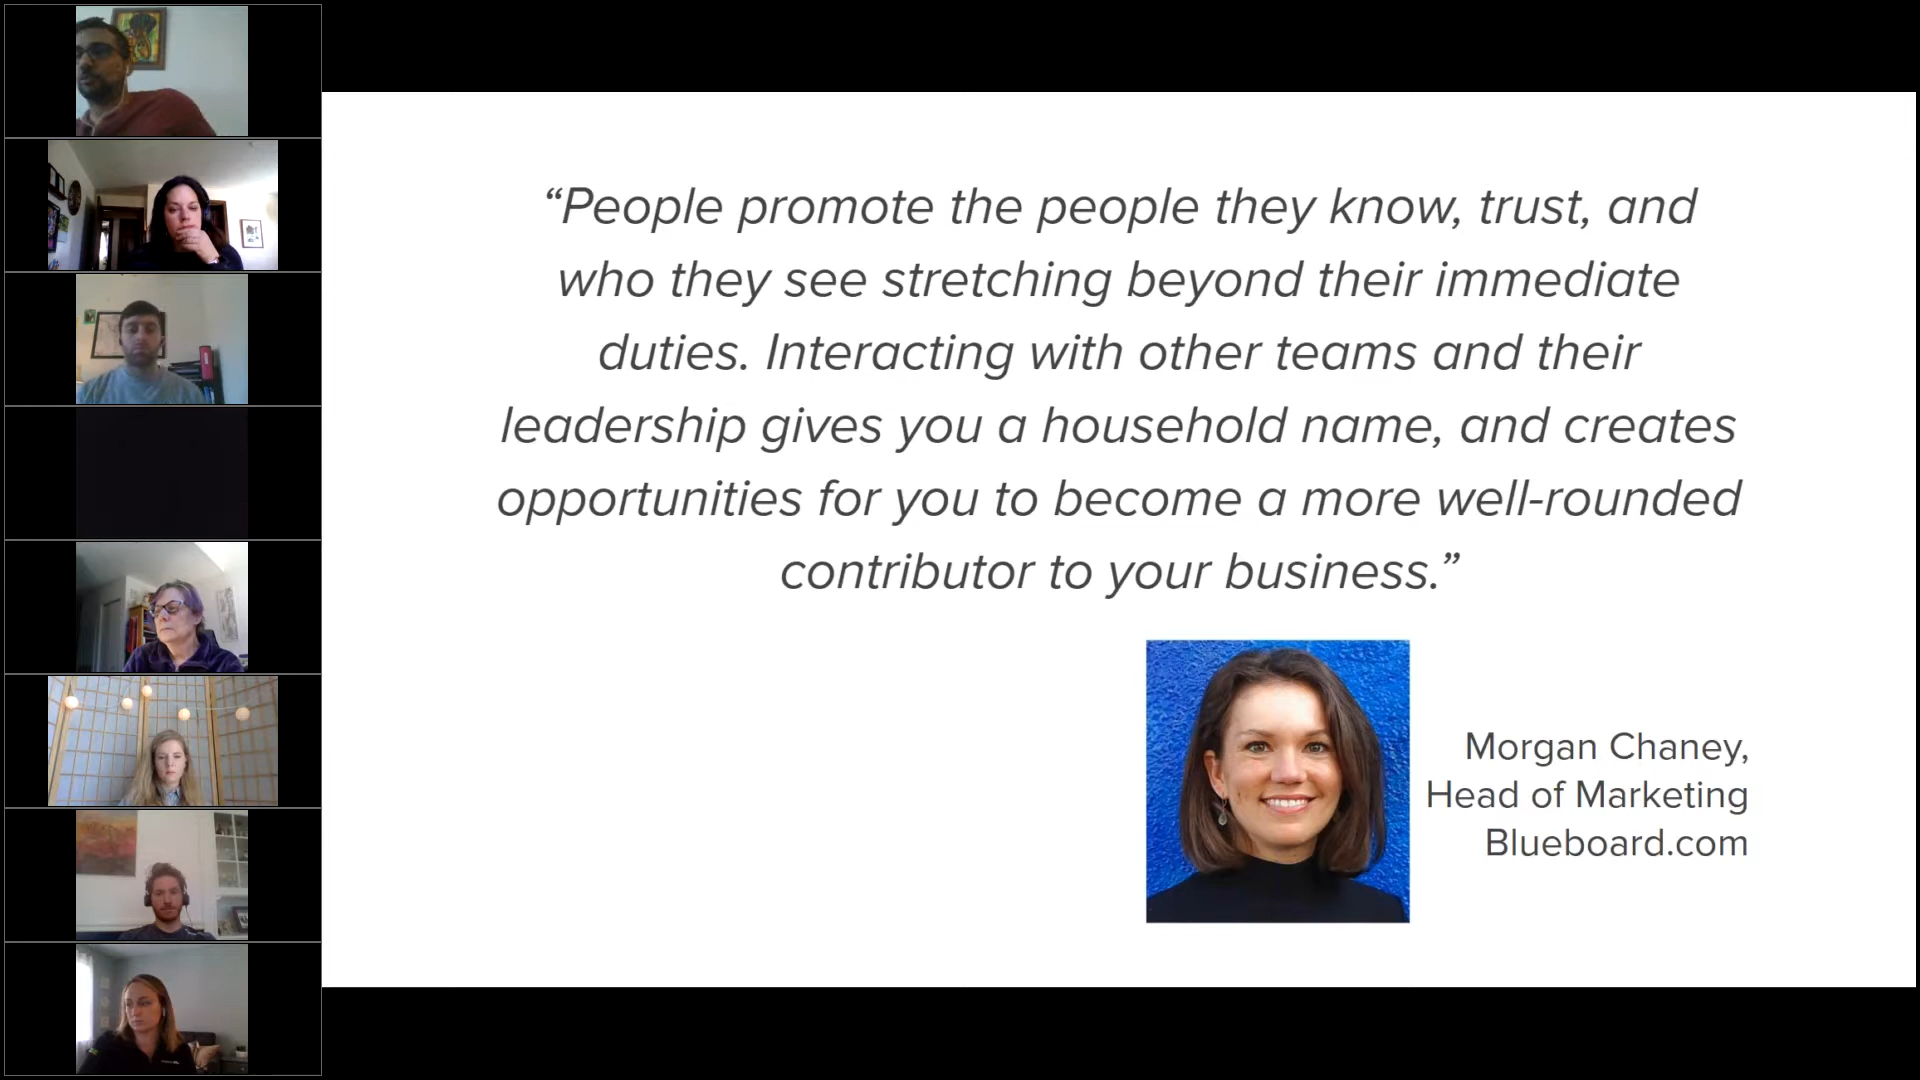 “People promote the people they know, trust, and
who they see stretching beyond their immediate
duties. Interacting with other teams and their
leadership gives you a household name, and creates
opportunities for you to become a more well-rounded
contributor to your business.”
Morgan Chaney,
Head of Marketing
Blueboard.com